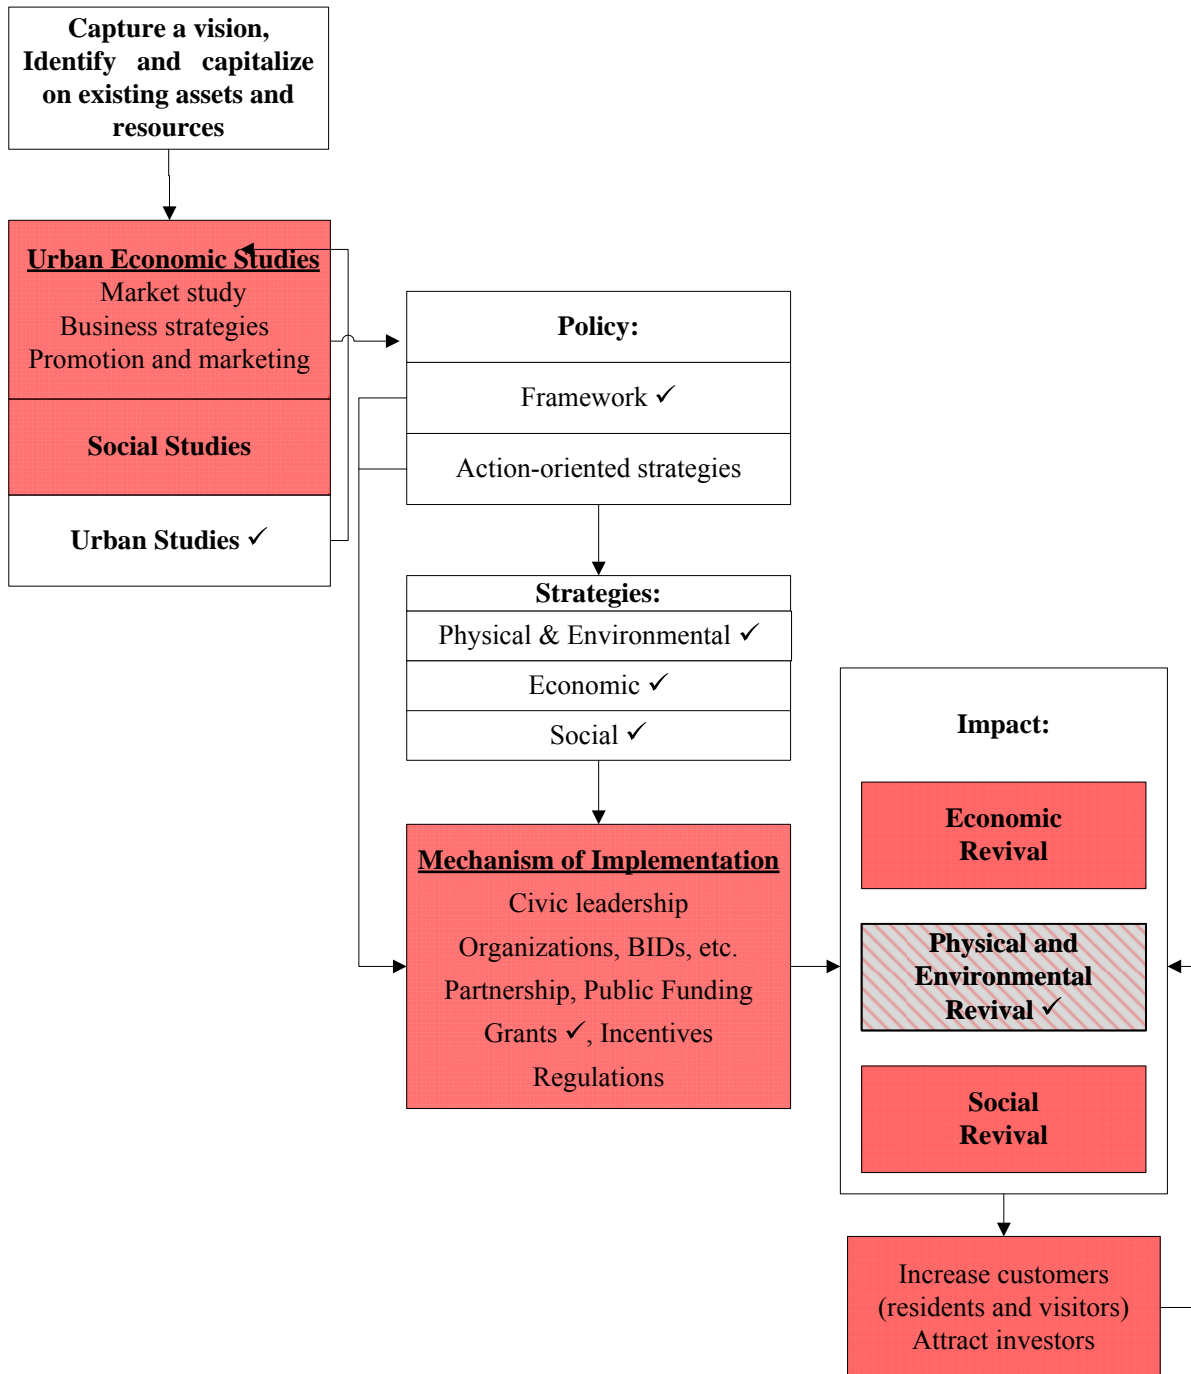 Capture a vision,
Identify and capitalize
on existing assets and
resources
Urban Economic Studies
Market study
Business strategies
Promotion and marketing
Social Studies
Urban Studies ✓
Policy:
Framework ✓
Action-oriented strategies
Strategies:
Physical & Environmental ✓
Economic ✓
Social ✓
Mechanism of Implementation
Civic leadership
Organizations, BIDs, etc.
Partnership, Public Funding
Grants ✓, Incentives
Regulations
Impact:
Economic
Revival
Physical and
Environmental
Revival ✓
Social
Revival
Increase customers
(residents and visitors)
Attract investors